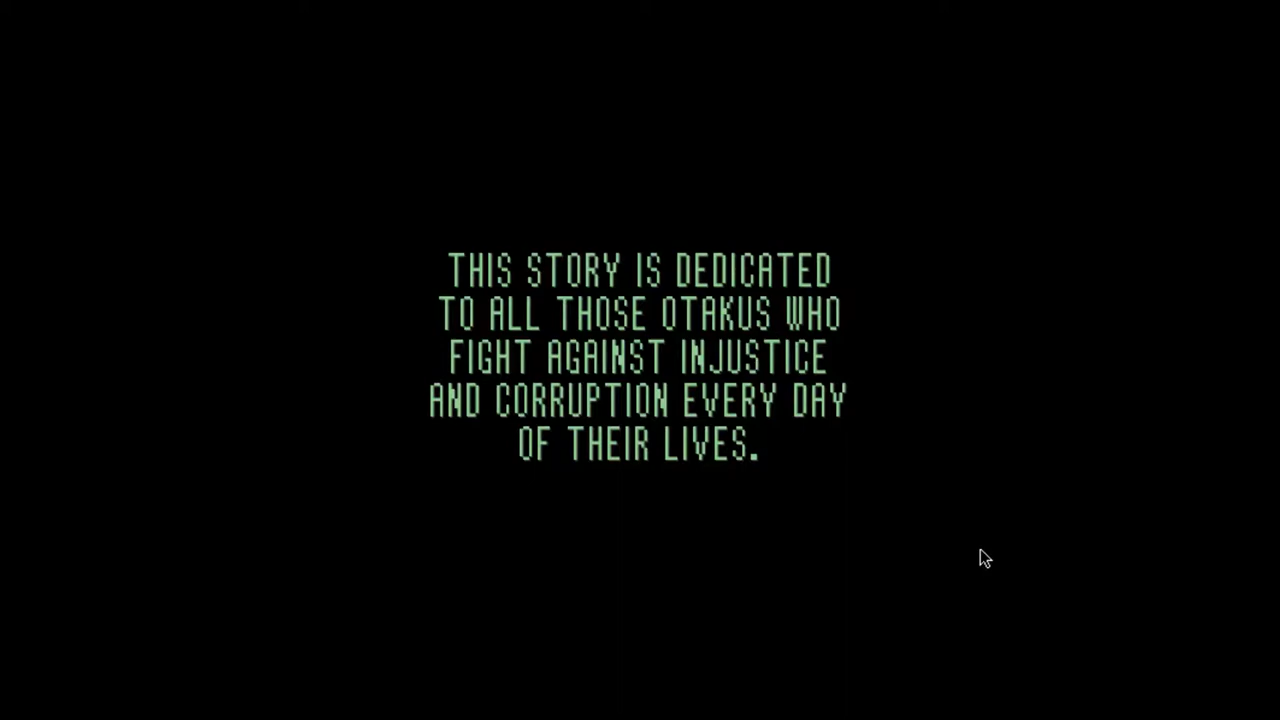 THIS STORY IS DEDICATED
TO ALL THOSE OTAKUS WHO
FIGHT AGAINST INJUSTICE
AND CORRUPTION EVERY DAY
OF THEIR LIVES.